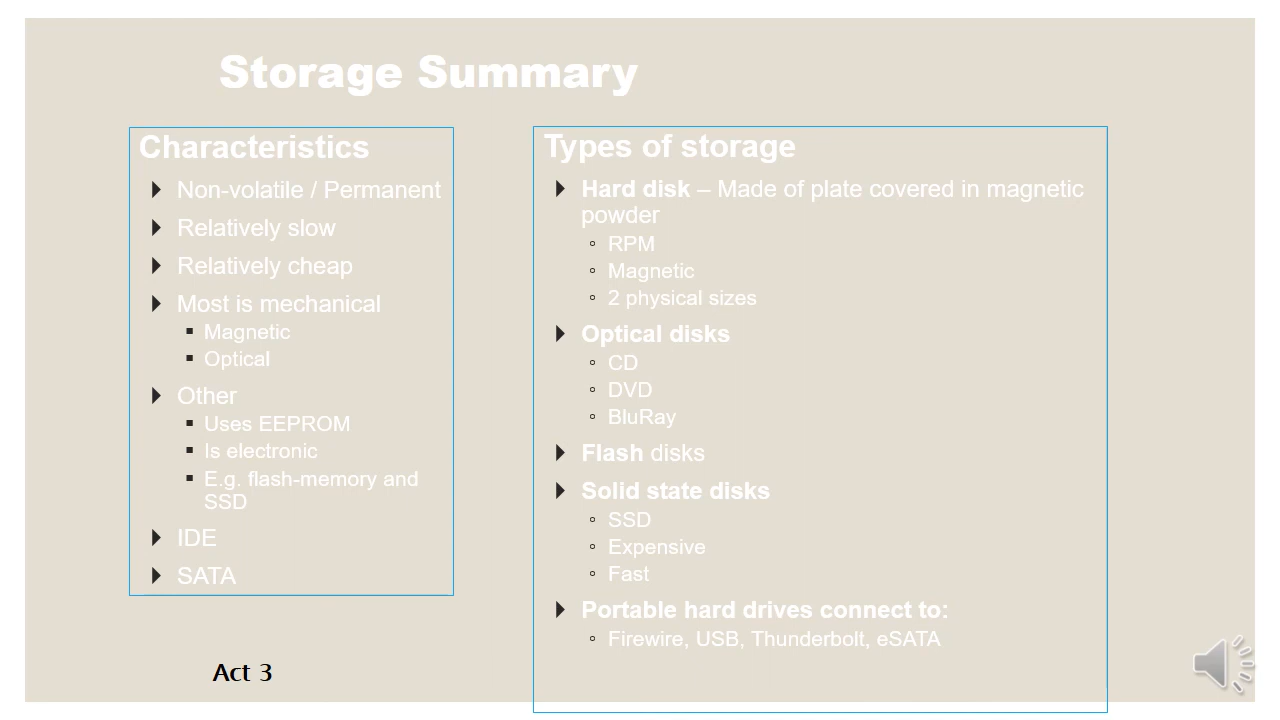 Storage Summary
Characteristics
Non-volatile / Permanent
Relatively slow
Relatively cheap
Most is mechanical
Magnetic
Optical
Other
Uses EEPROM
Is electronic
E.g. flash-memory and
SSD
IDE
SATA
Types of storage
Hard disk – Made of plate covered in magnetic
powder
RPM
Magnetic
2 physical sizes
Optical disks
CD
DVD
BluRay
Flash disks
Solid state disks
SSD
Expensive
Fast
Portable hard drives connect to:
Firewire, USB, Thunderbolt, eSATA
Act 3